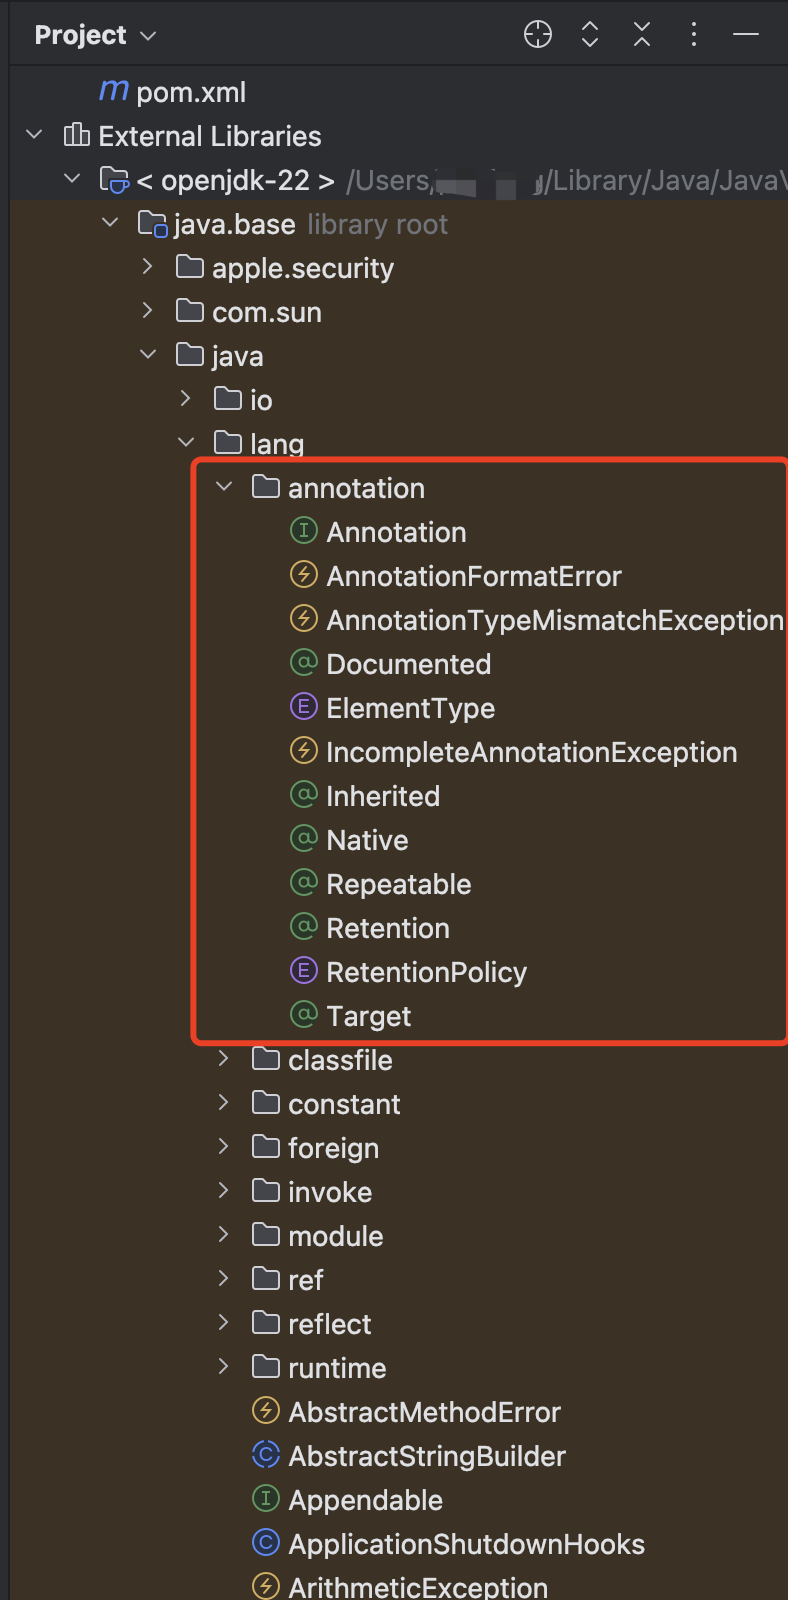 Project
m pom.xml
External Libraries
< openjdk-22 > /Users/ /Library/Java/Java
java.base library root
apple.security
com.sun
java
io
lang
annotation
I Annotation
AnnotationFormatError
AnnotationTypeMismatchException
@ Documented
E ElementType
IncompleteAnnotationException
@ Inherited
@ Native
@ Repeatable
@ Retention
E RetentionPolicy
@ Target
classfile
constant
foreign
invoke
module
ref
reflect
runtime
AbstractMethodError
C AbstractStringBuilder
I Appendable
C ApplicationShutdownHooks
ArithmeticException